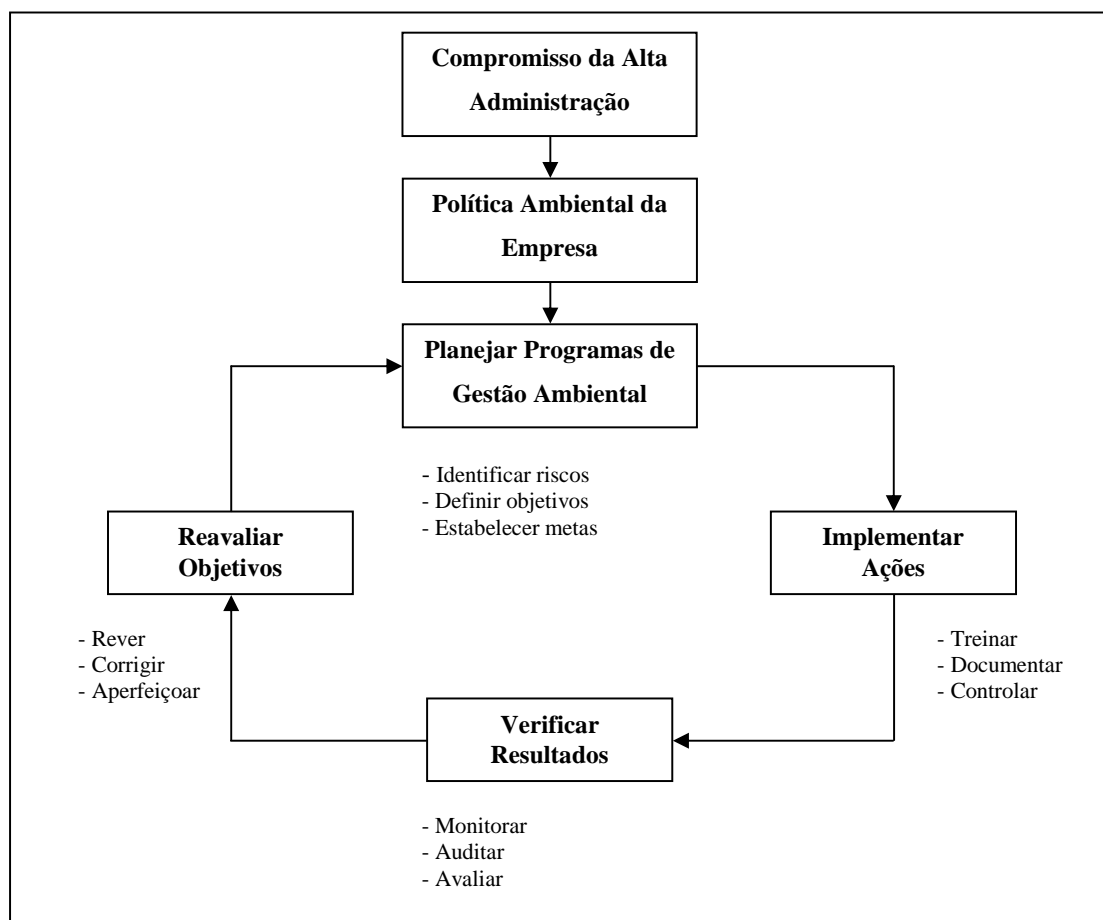 Compromisso da Alta
Administração
Política Ambiental da
Empresa
Planejar Programas de
Gestão Ambiental
- Identificar riscos
- Definir objetivos
- Estabelecer metas
Reavaliar
Objetivos
Implementar
Ações
- Rever
- Corrigir
- Aperfeiçoar
- Treinar
- Documentar
- Controlar
Verificar
Resultados
- Monitorar
- Auditar
- Avaliar